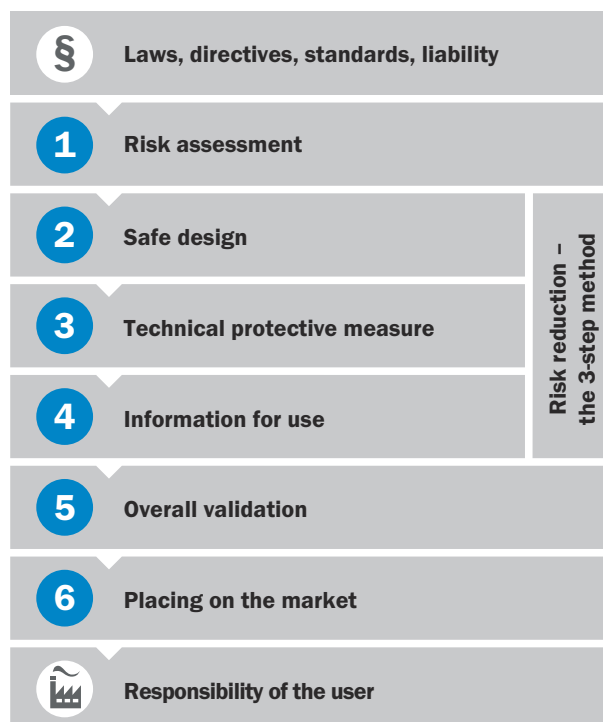 § Laws, directives, standards, liability
1 Risk assessment
2 Safe design
3 Technical protective measure
4 Information for use
Risk reduction –
the 3-step method
5 Overall validation
6 Placing on the market
Responsibility of the user